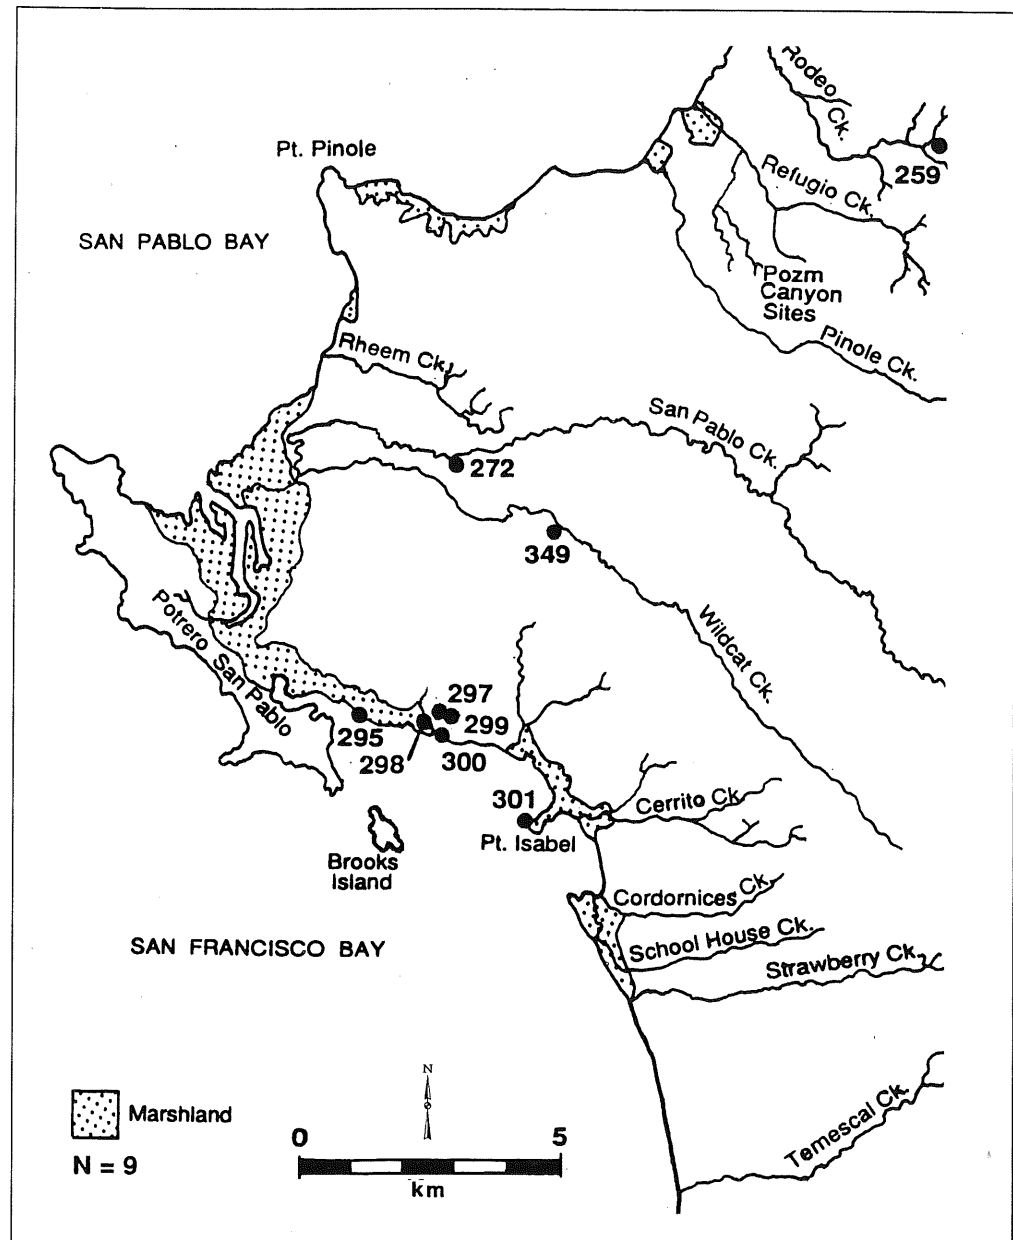 Rodeo
Ck.
259
Pt. Pinole
Refugio Ck.
SAN PABLO BAY
Pozm
Canyon
Sites
Pinole Ck.
Rheem Ck.
San Pablo Ck.
272
349
Potrero San Pablo
Wildcat Ck.
297
299
295
298
300
301
Cerrito Ck
Pt. Isabel
Brooks
Island
Cordornices Ck.
SAN FRANCISCO BAY
School House Ck.
Strawberry Ck.
N
Marshland
Temescal Ck.
0 5
N = 9
km